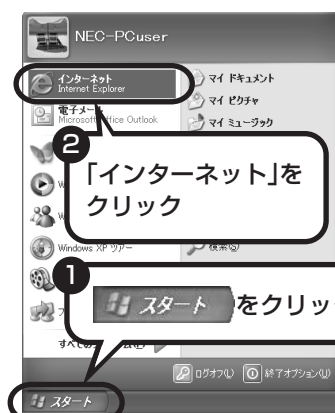 NEC-PCuser
インターネット
Internet Explorer
電子メール
Microsoft Office Outlook
マイ ドキュメント
マイ ピクチャ
マイ ミュージック
2
「インターネット」を
クリック
Windows XP ツアー
検索(S)
1
スタート をクリッ
ログオフ(L)
終了オプション(U)
スタート